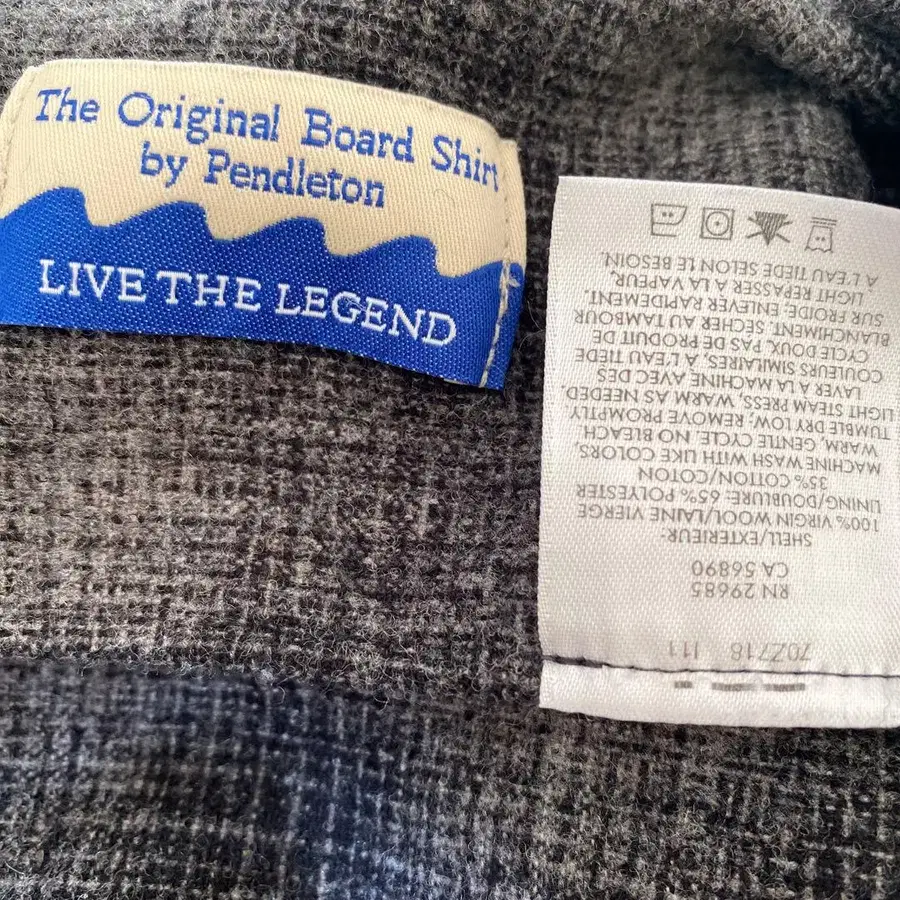 The Original Board Shirt
by Pendleton
LIVE THE LEGEND
70Z718 111
RN 29685
CA 56890
SHELL/EXTERIEUR:
100% VIRGIN WOOL/LAINE VIERGE
LINING/DOUBLURE: 65% POLYESTER
35% COTTON/COTON
MACHINE WASH WITH LIKE COLORS
WARM, GENTLE CYCLE. NO BLEACH
TUMBLE DRY LOW. REMOVE PROMPTLY
LIGHT STEAM PRESS, WARM AS NEEDED
LAVER A LA MACHINE AVEC DES
COULEURS SIMILAIRES, A L'EAU TIEDE
CYCLE DOUX. PAS DE PRODUIT DE
BLANCHIMENT. SECHER AU TAMBOUR
SUR FROID. ENLEVER RAPIDEMENT.
LIGHT REPASSER A LA VAPEUR,
A L'EAU TIEDE SELON LE BESOIN.